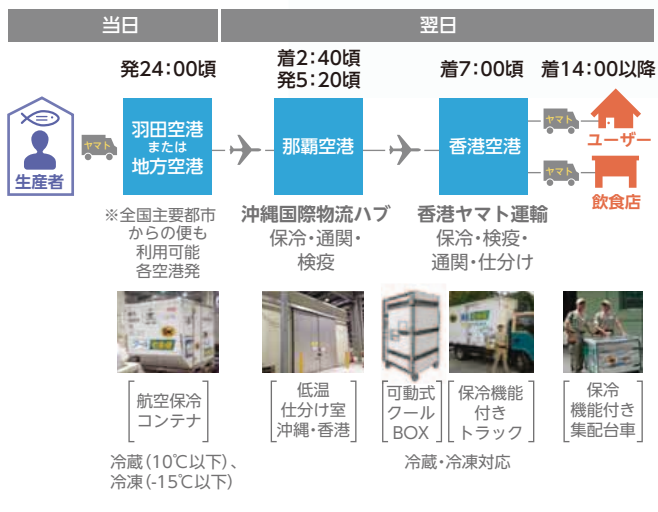 当日
翌日
発24：00頃
着2：40頃
発5：20頃
着7：00頃
着14：00以降
生産者
ヤマト
羽田空港
または
地方空港
那覇空港
香港空港
ヤマト
ユーザー
ヤマト
飲食店
※全国主要都市
からの便も
利用可能
各空港発
沖縄国際物流ハブ
保冷・通関・
検疫
香港ヤマト運輸
保冷・検疫・
通関・仕分け
航空保冷
コンテナ
低温
仕分け室
沖縄・香港
可動式
クール
BOX
保冷機能
付き
トラック
保冷
機能付き
集配台車
冷蔵（10℃以下）、
冷凍（-15℃以下）
冷蔵・冷凍対応